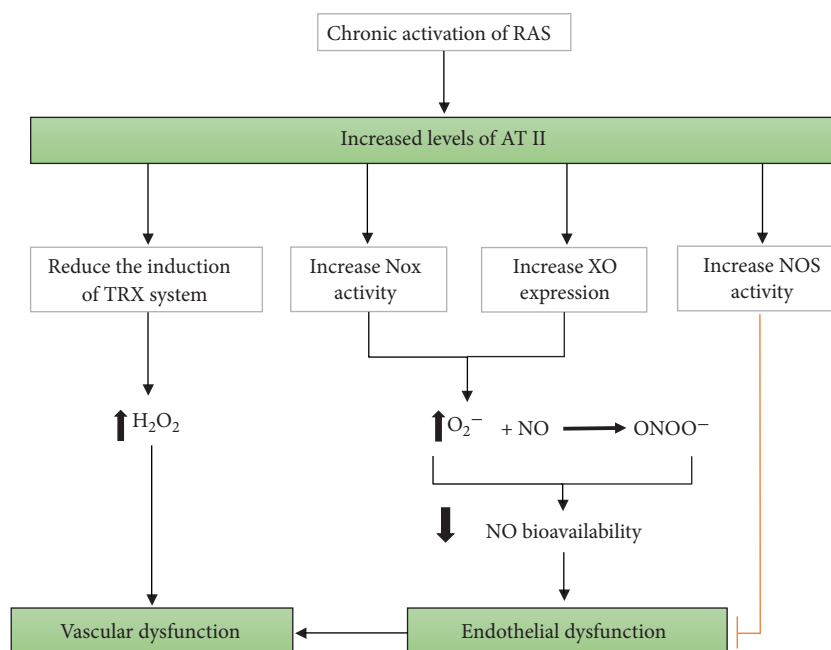 Chronic activation of RAS
Increased levels of AT II
Reduce the induction
of TRX system
Increase Nox
activity
Increase XO
expression
Increase NOS
activity
H₂O₂
O₂⁻ + NO ONOO⁻
NO bioavailability
Vascular dysfunction
Endothelial dysfunction